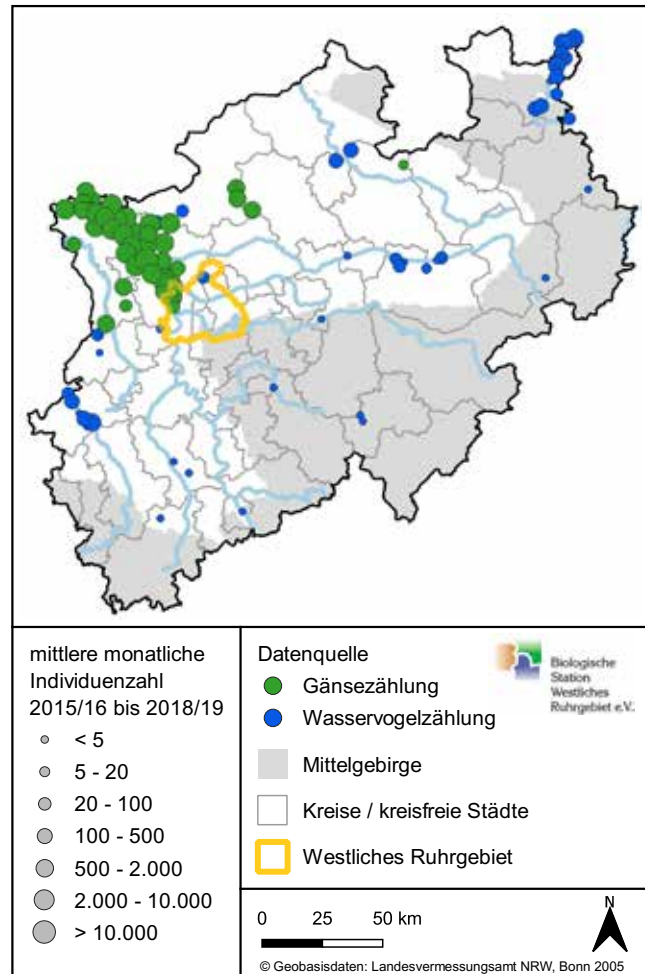 mittlere monatliche
Individuenzahl
2015/16 bis 2018/19
< 5
5 - 20
20 - 100
100 - 500
500 - 2.000
2.000 - 10.000
> 10.000
Datenquelle
Gänsezählung
Wasservogelzählung
Mittelgebirge
Kreise / kreisfreie Städte
Westliches Ruhrgebiet
Biologische
Station
Westliches
Ruhrgebiet e.V..
0 25 50 km
N
© Geobasisdaten: Landesvermessungsamt NRW, Bonn 2005